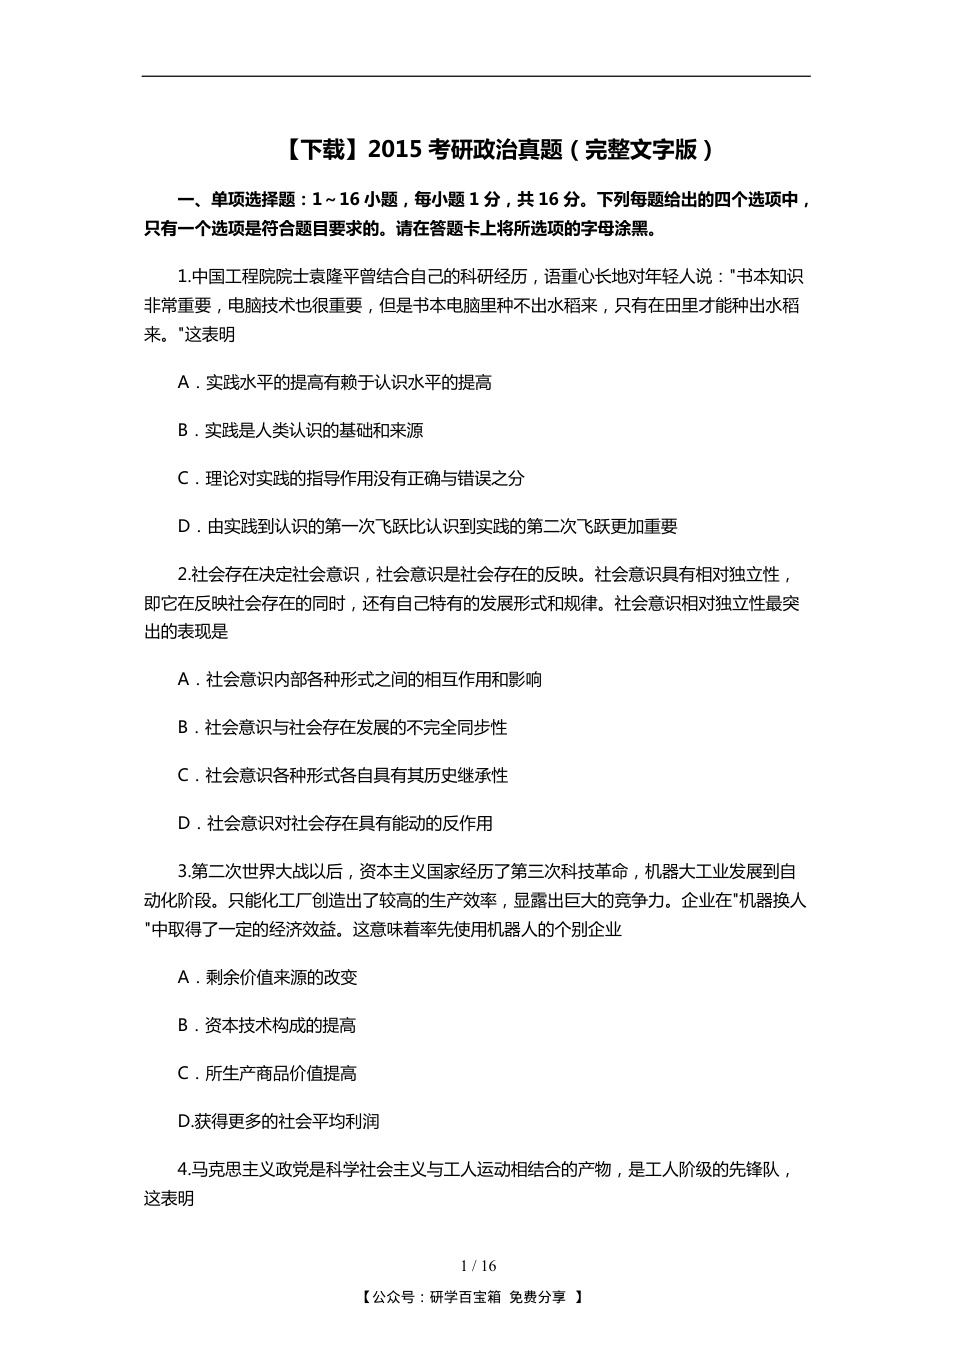 【下载】2015 考研政治真题（完整文字版）
一、单项选择题：1～16 小题，每小题 1 分，共 16 分。下列每题给出的四个选项中，
只有一个选项是符合题目要求的。请在答题卡上将所选项的字母涂黑。
1.中国工程院院士袁隆平曾结合自己的科研经历，语重心长地对年轻人说："书本知识
非常重要，电脑技术也很重要，但是书本电脑里种不出水稻来，只有在田里才能种出水稻
来。"这表明
A．实践水平的提高有赖于认识水平的提高
B．实践是人类认识的基础和来源
C．理论对实践的指导作用没有正确与错误之分
D．由实践到认识的第一次飞跃比认识到实践的第二次飞跃更加重要
2.社会存在决定社会意识，社会意识是社会存在的反映。社会意识具有相对独立性，
即它在反映社会存在的同时，还有自己特有的发展形式和规律。社会意识相对独立性最突
出的表现是
A．社会意识内部各种形式之间的相互作用和影响
B．社会意识与社会存在发展的不完全同步性
C．社会意识各种形式各自具有其历史继承性
D．社会意识对社会存在具有能动的反作用
3.第二次世界大战以后，资本主义国家经历了第三次科技革命，机器大工业发展到自
动化阶段。只能化工厂创造出了较高的生产效率，显露出巨大的竞争力。企业在"机器换人
"中取得了一定的经济效益。这意味着率先使用机器人的个别企业
A．剩余价值来源的改变
B．资本技术构成的提高
C．所生产商品价值提高
D.获得更多的社会平均利润
4.马克思主义政党是科学社会主义与工人运动相结合的产物，是工人阶级的先锋队，
这表明
1 / 16
【公众号：研学百宝箱 免费分享 】